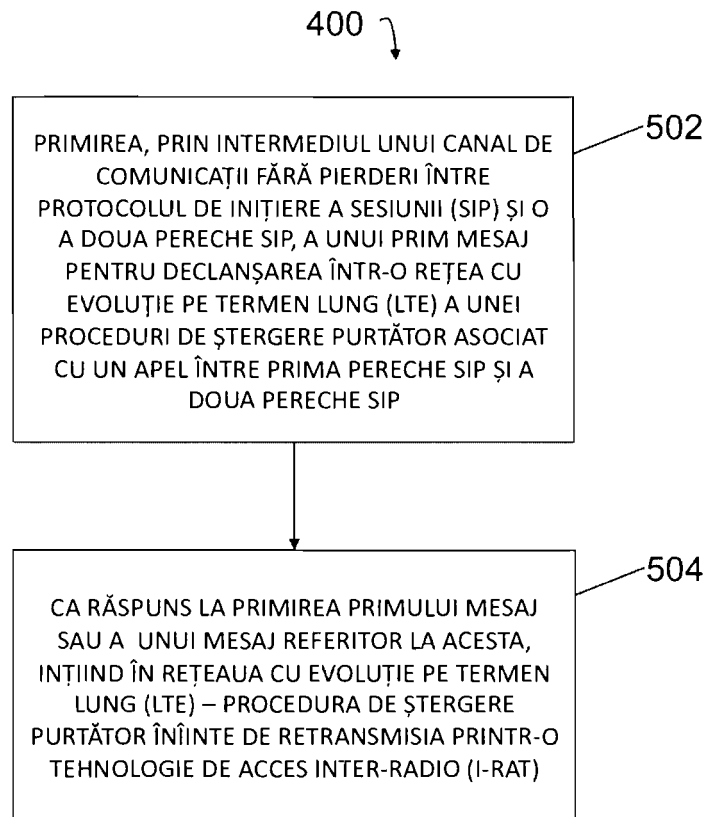 400
502
PRIMIREA, PRIN INTERMEDIUL UNUI CANAL DE
COMUNICAȚII FĂRĂ PIERDERI ÎNTRE
PROTOCOLUL DE INIȚIERE A SESIUNII (SIP) ȘI O
A DOUA PERECHE SIP, A UNUI PRIM MESAJ
PENTRU DECLANȘAREA ÎNTR-O REȚEA CU
EVOLUȚIE PE TERMEN LUNG (LTE) A UNEI
PROCEDURI DE ȘTERGERE PURTĂTOR ASOCIAT
CU UN APEL ÎNTRE PRIMA PERECHE SIP ȘI A
DOUA PERECHE SIP
504
CA RĂSPUNS LA PRIMIREA PRIMULUI MESAJ
SAU A UNUI MESAJ REFERITOR LA ACESTA,
INȚIIND ÎN REȚEAUA CU EVOLUȚIE PE TERMEN
LUNG (LTE) – PROCEDURA DE ȘTERGERE
PURTĂTOR ÎNÎINTE DE RETRANSMISIA PRINTR-O
TEHNOLOGIE DE ACCES INTER-RADIO (I-RAT)